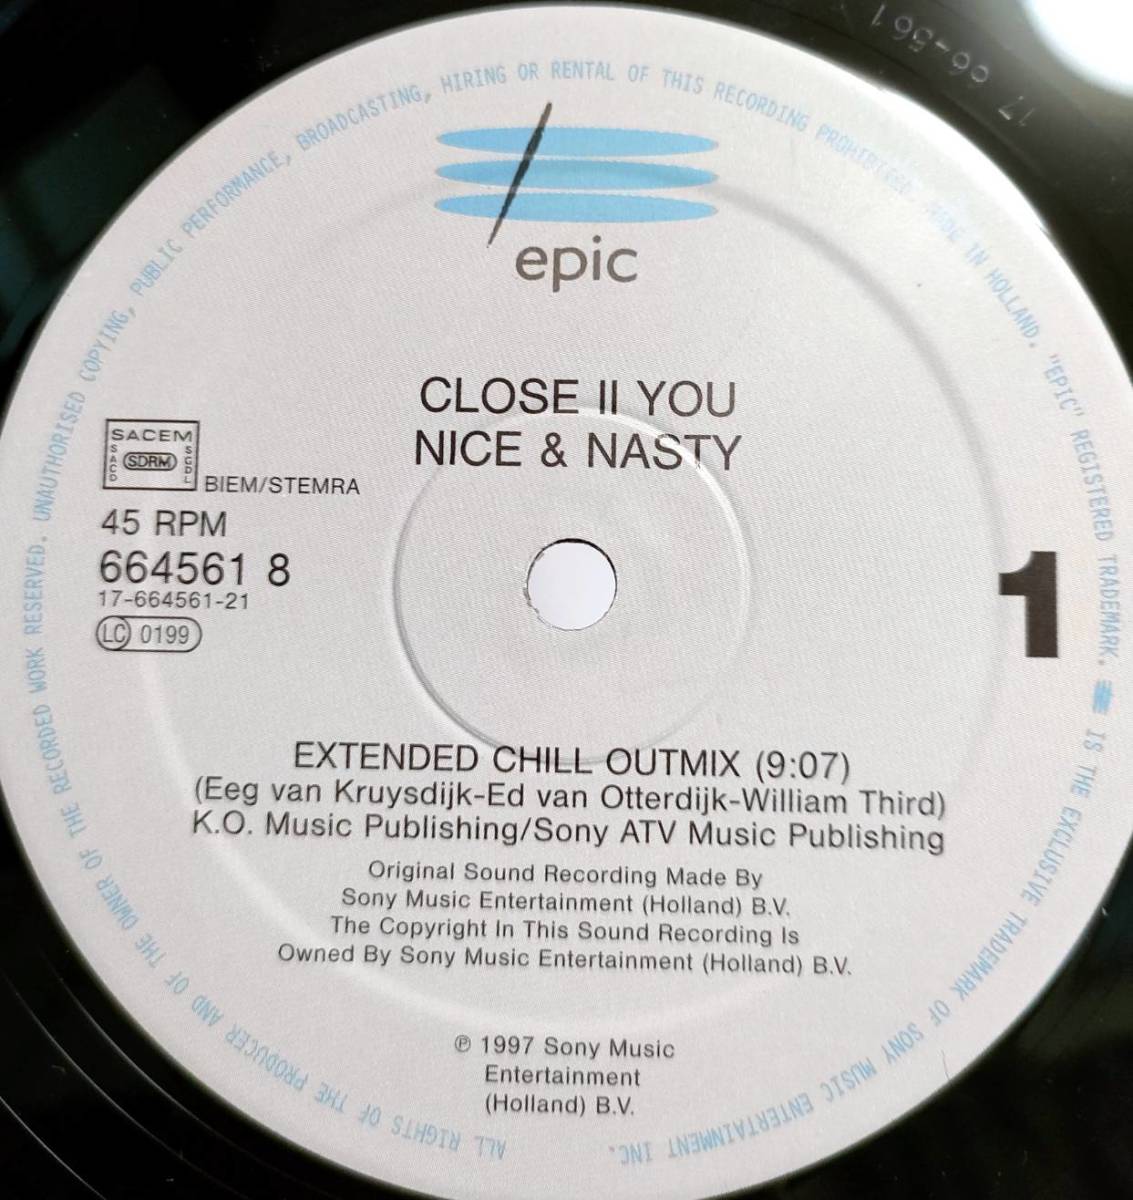 ALL RIGHTS OF THE PRODUCER AND OF THE OWNER OF THE RECORDED WORK RESERVED. UNAUTHORISED COPYING, PUBLIC PERFORMANCE, BROADCASTING, HIRING OR RENTAL OF THIS RECORDING PROHIBITED. MADE IN HOLLAND. "EPIC" REGISTERED TRADEMARK. IS THE EXCLUSIVE TRADEMARK OF SONY MUSIC ENTERTAINMENT INC.
epic
CLOSE II YOU
NICE & NASTY
SACEM
SACD
SDRM
SGDL
BIEM/STEMRA
45 RPM
664561 8
17-664561-21
LC 0199
1
EXTENDED CHILL OUTMIX (9:07)
(Eeg van Kruysdijk-Ed van Otterdijk-William Third)
K.O. Music Publishing/Sony ATV Music Publishing
Original Sound Recording Made By
Sony Music Entertainment (Holland) B.V.
The Copyright In This Sound Recording Is
Owned By Sony Music Entertainment (Holland) B.V.
℗ 1997 Sony Music
Entertainment
(Holland) B.V.